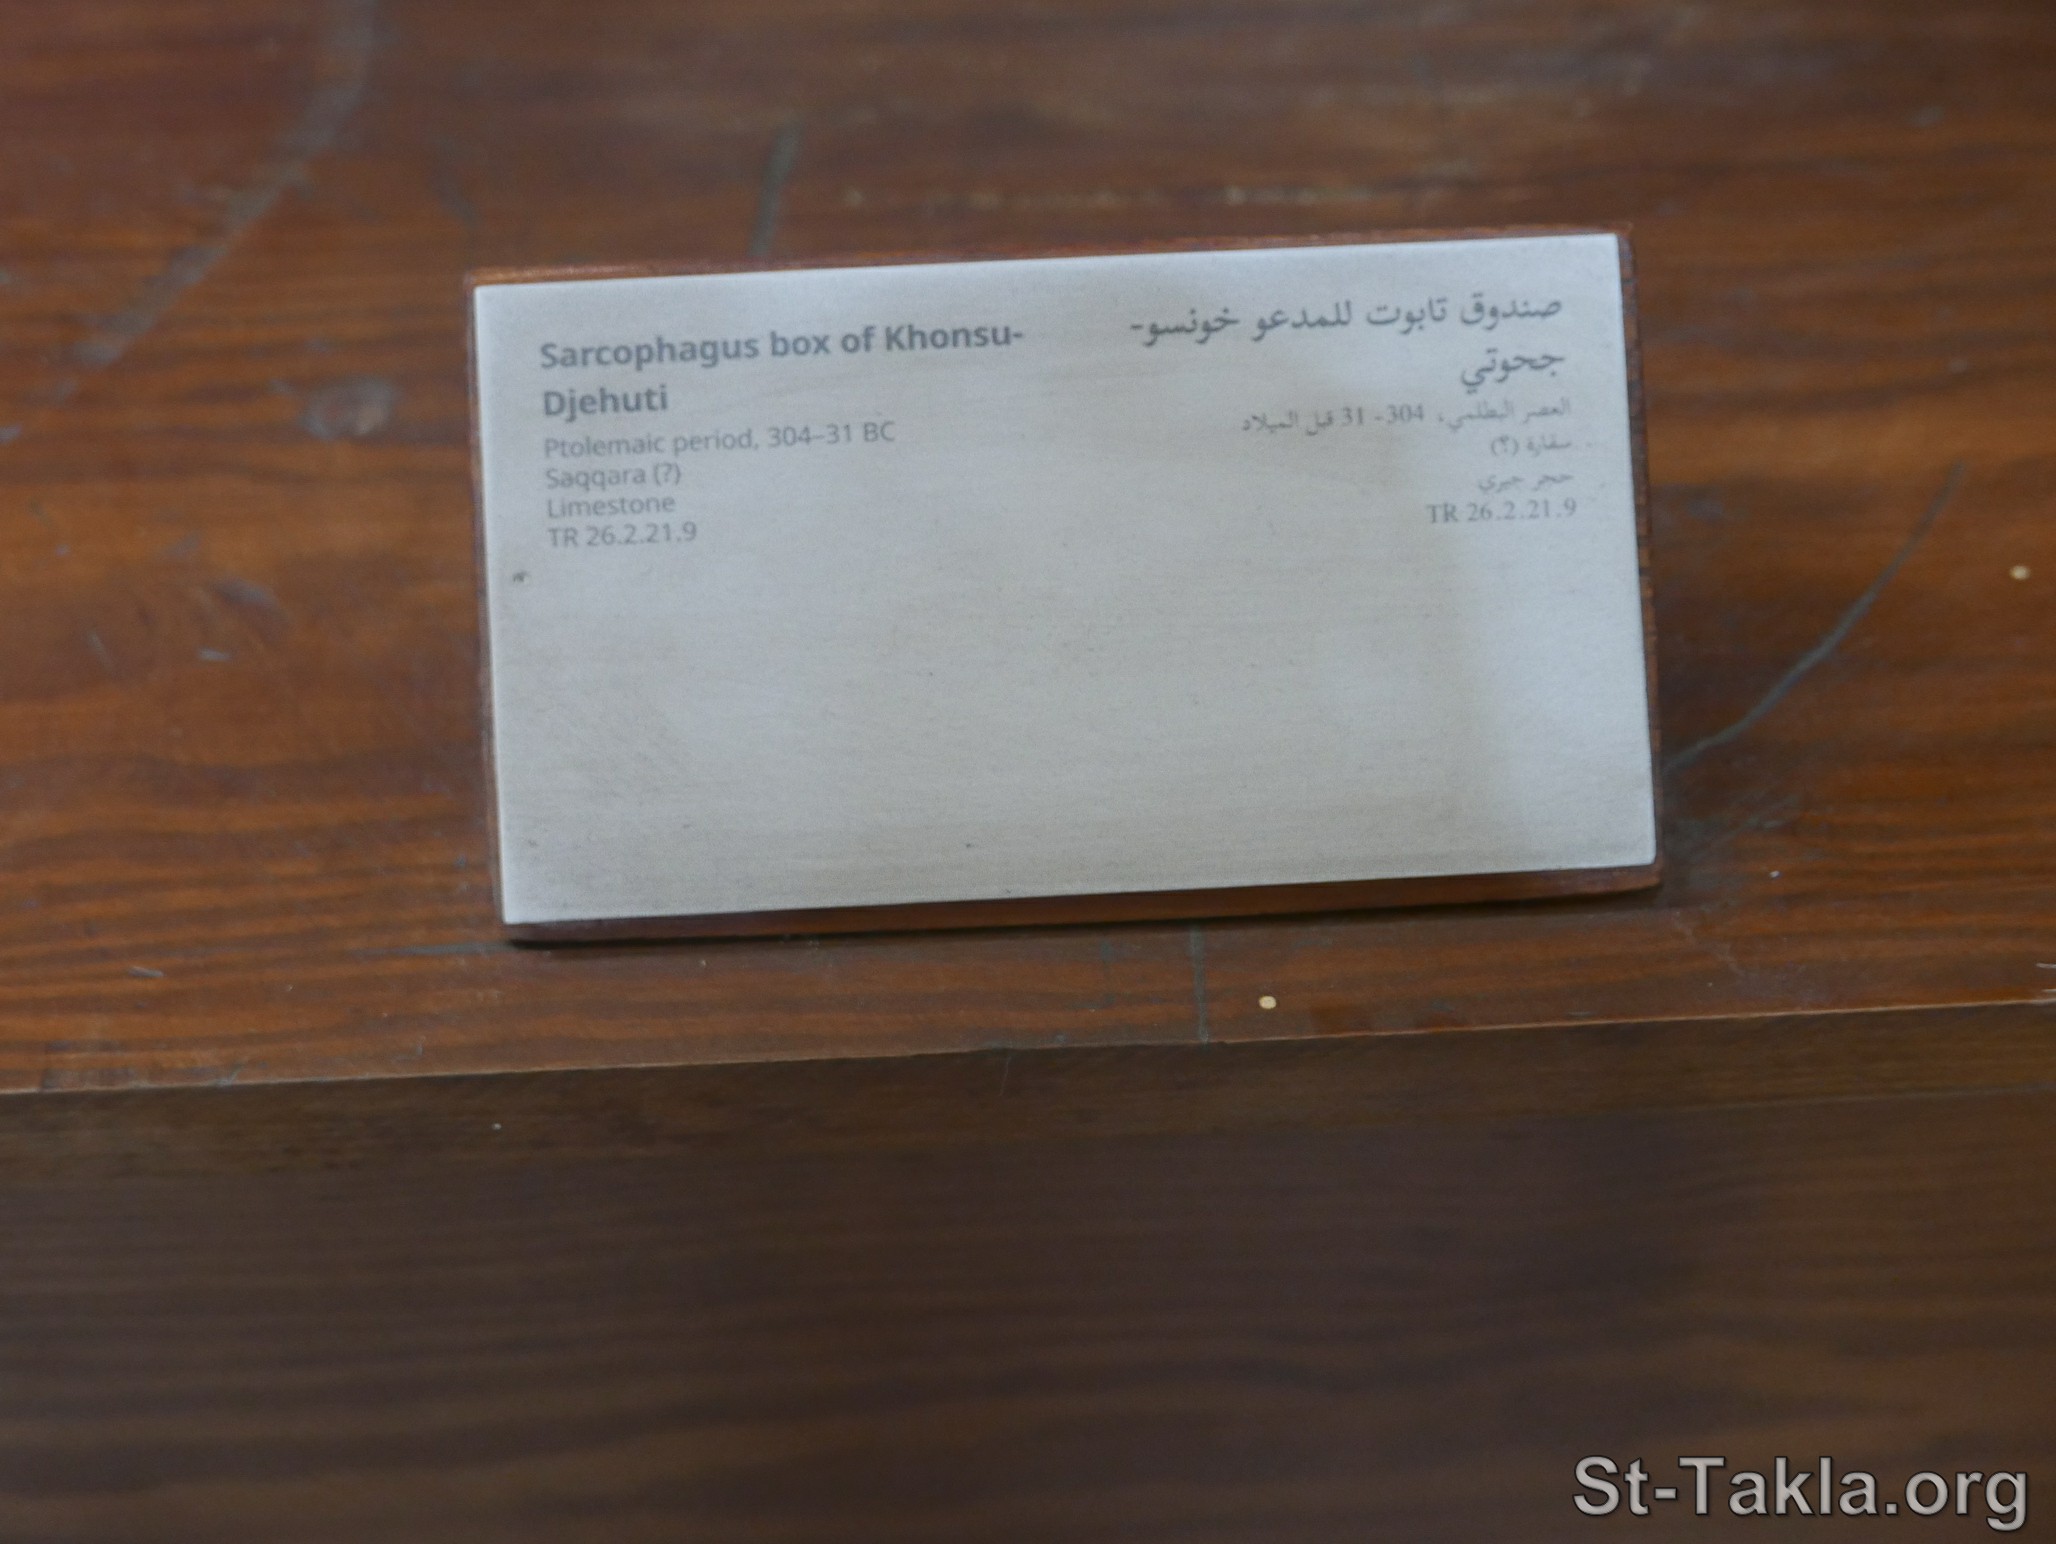 Sarcophagus box of Khonsu-
Djehuti
Ptolemaic period, 304–31 BC
Saqqara (?)
Limestone
TR 26.2.21.9
صندوق تابوت للمدعو خونسو-
جحوتي
العصر البطلمي، 304- 31 قبل الميلاد
سقارة (؟)
حجر جيري
TR 26.2.21.9
St-Takla.org